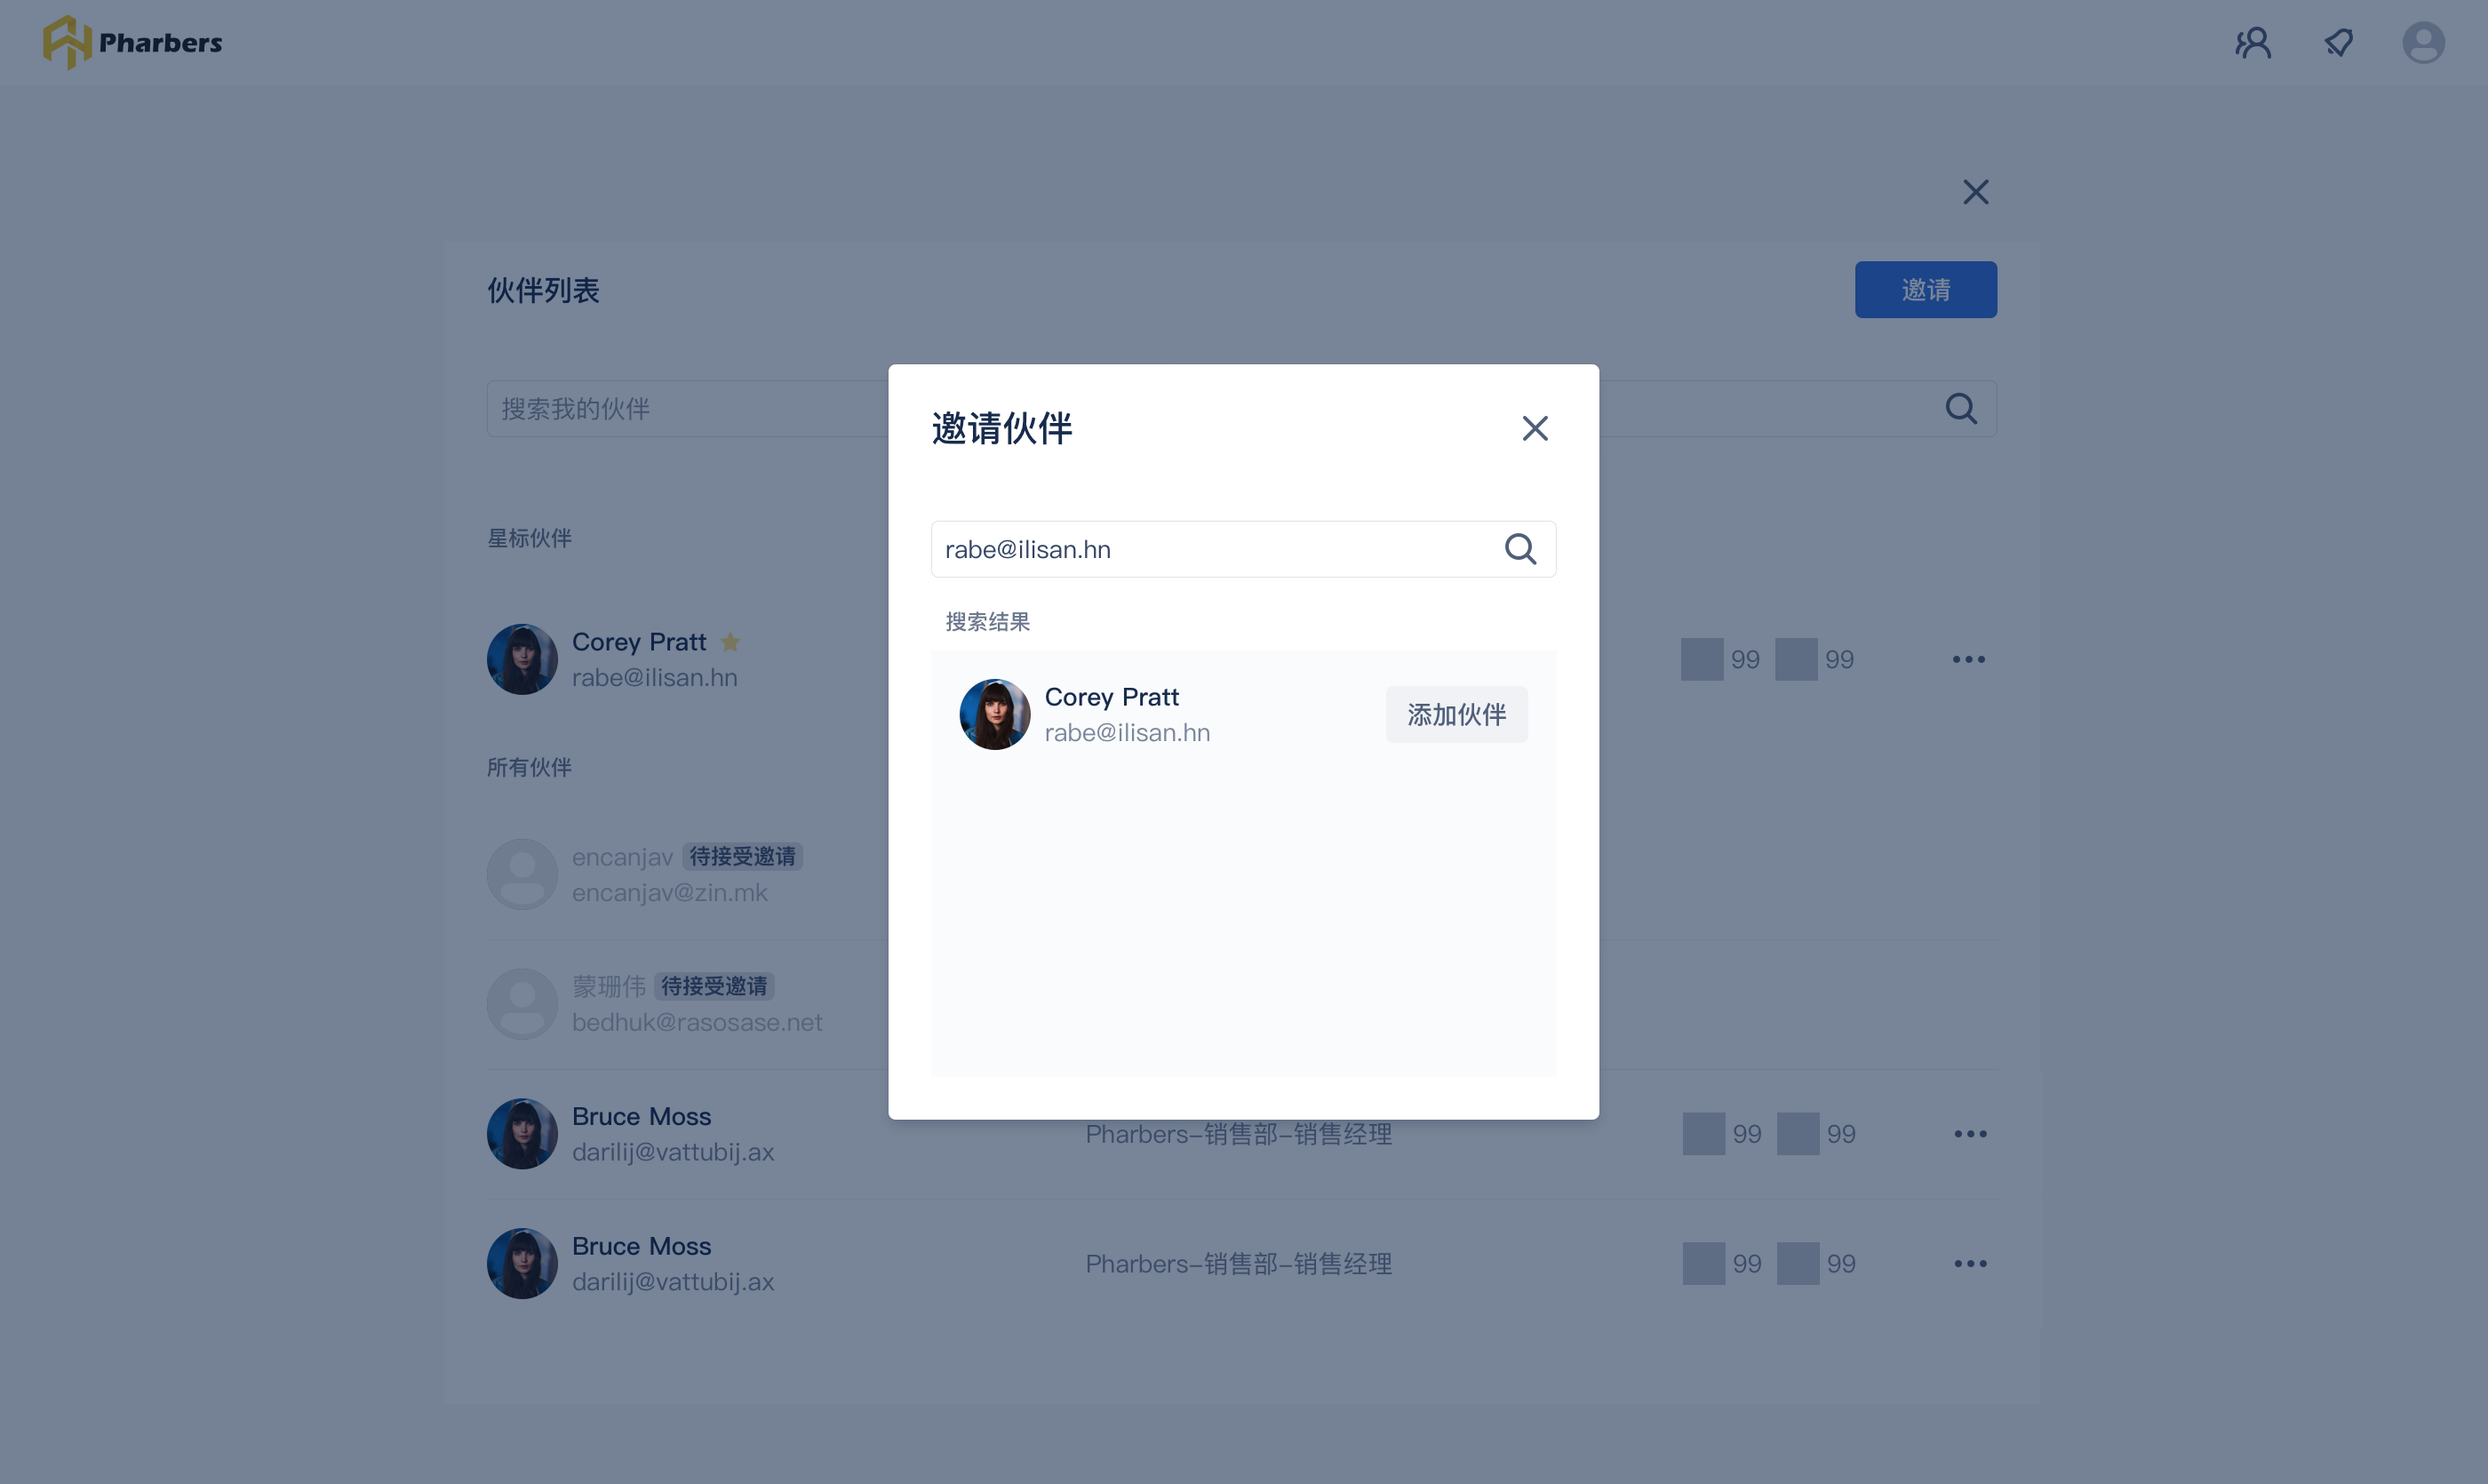 Pharbers
伙伴列表
邀请
搜索我的伙伴
星标伙伴
Corey Pratt
rabe@ilisan.hn
99 99
所有伙伴
encanjav 待接受邀请
encanjav@zin.mk
蒙珊伟 待接受邀请
bedhuk@rasosase.net
Bruce Moss
darilij@vattubij.ax
Pharbers–销售部–销售经理
99 99
Bruce Moss
darilij@vattubij.ax
Pharbers–销售部–销售经理
99 99
邀请伙伴
rabe@ilisan.hn
搜索结果
Corey Pratt
rabe@ilisan.hn
添加伙伴